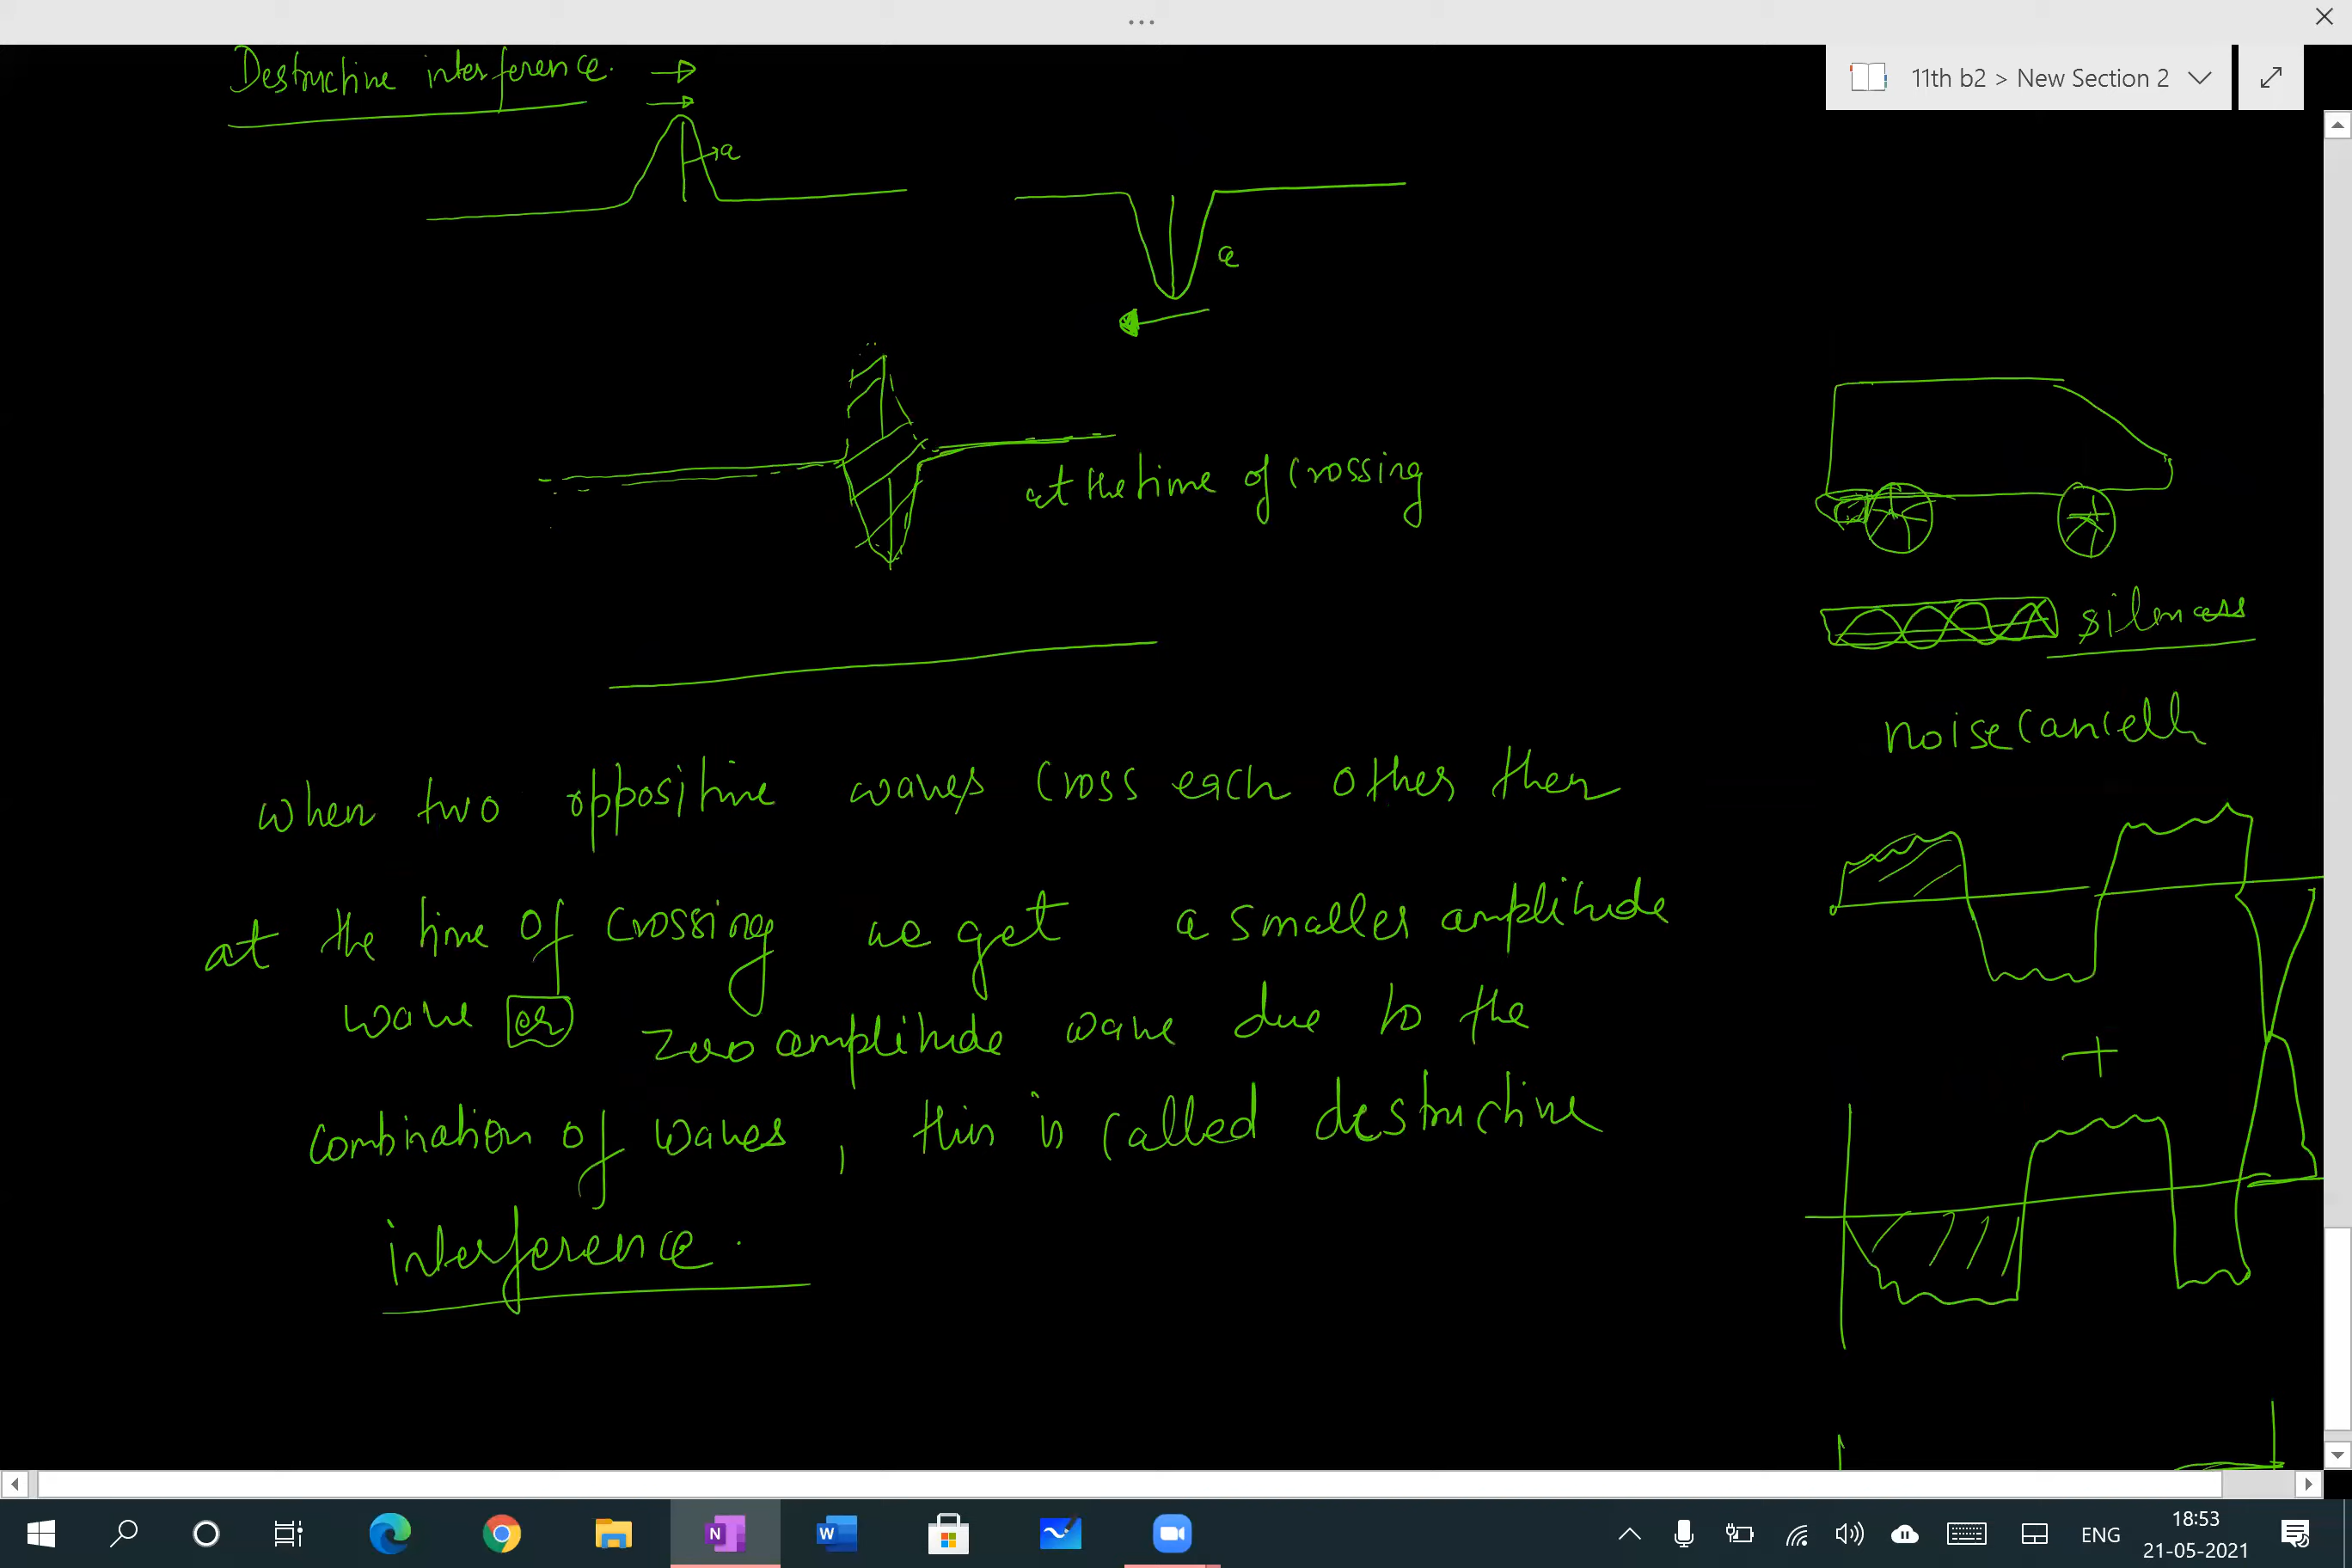 ...
11th b2 > New Section 2
Destructive interference.
a
a
at the time of crossing
silencers
noise cancell
when two oppositive waves cross each other then
at the time of crossing we get a smaller amplitude
wave or zero amplitude wave due to the
combination of waves, this is called destructive
interference.
+
N
W
ENG
18:53
21-05-2021